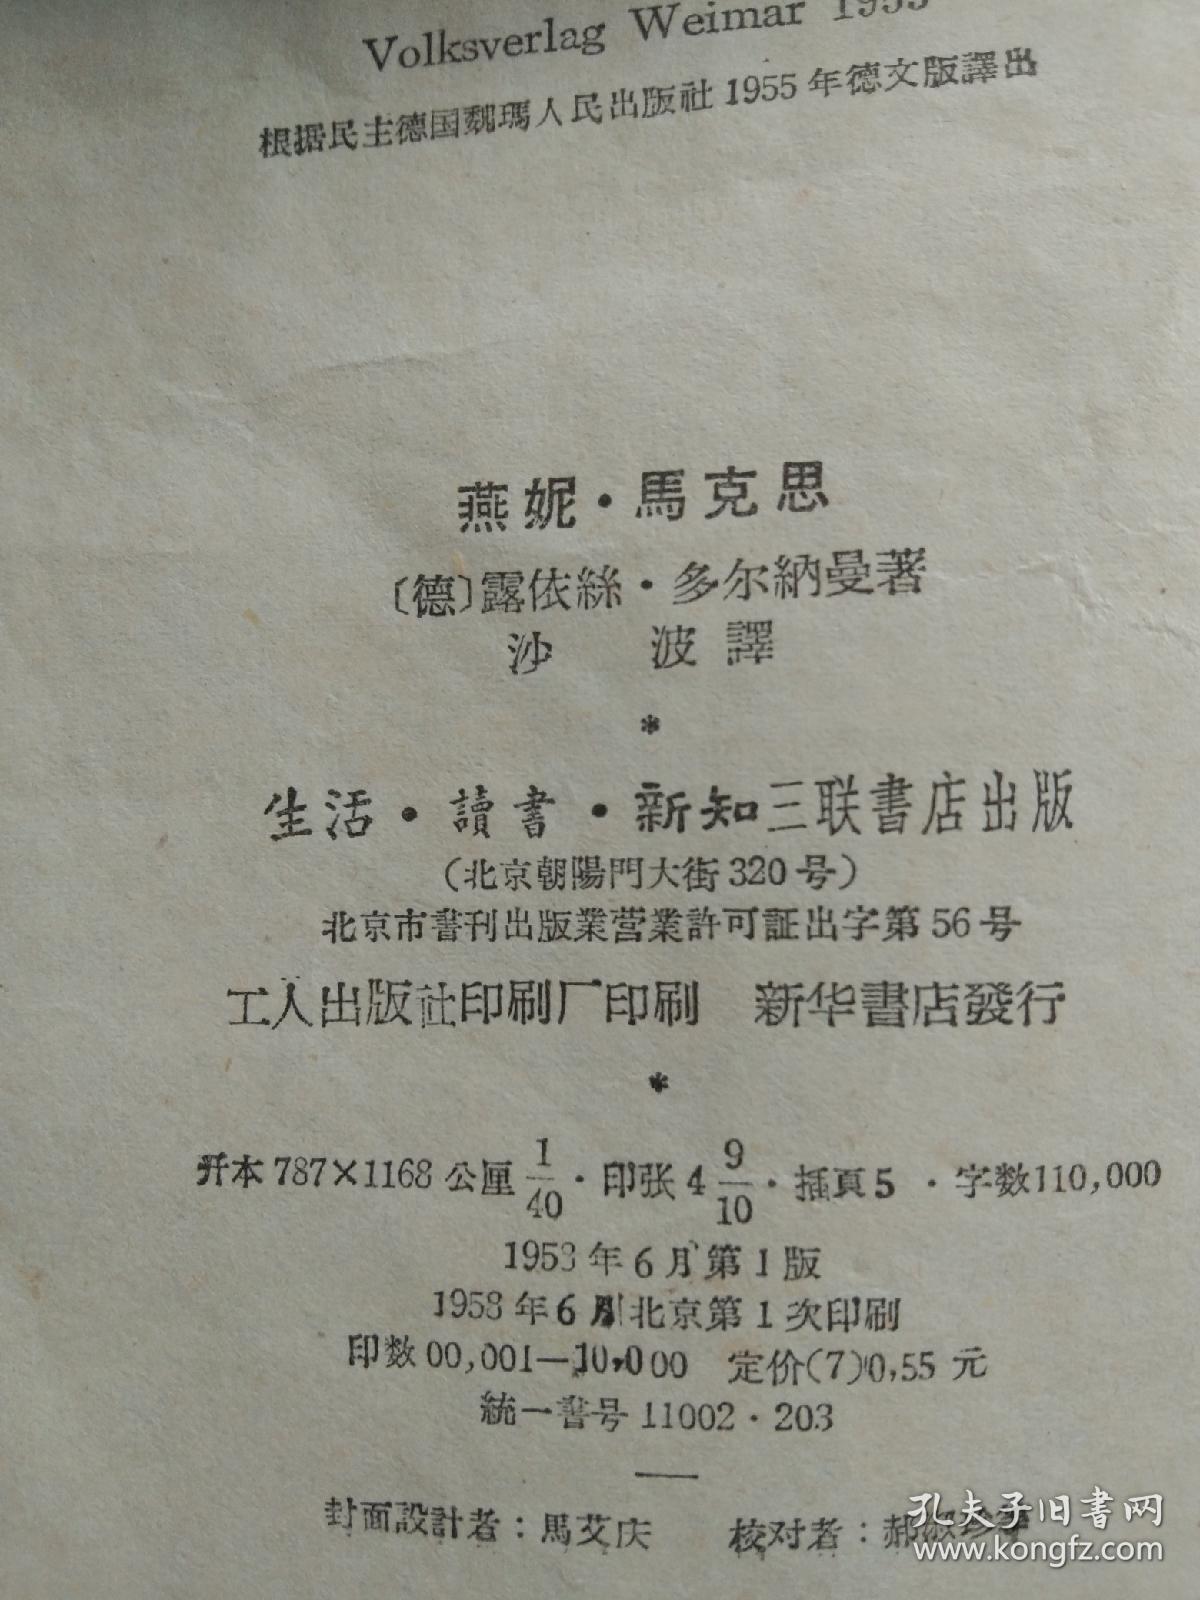 Volksverlag Weimar 1955
根据民主德国魏瑪人民出版社1955年德文版譯出
燕妮·馬克思
〔德〕露依絲·多尔納曼著
沙 波譯
*
生活·讀書·新知三联書店出版
(北京朝陽門大街320号)
北京市書刊出版業营業許可証出字第56号
工人出版社印刷厂印刷 新华書店發行
*
开本787×1168公厘1/40·印张4 9/10·插頁5·字数110,000
1958年6月第1版
1958年6月北京第1次印刷
印数00,001—10,000 定价(7)0.55元
統一書号11002·203
封面設計者:馬艾庆 校对者:郝淑珍等
孔夫子旧書网
www.kongfz.com